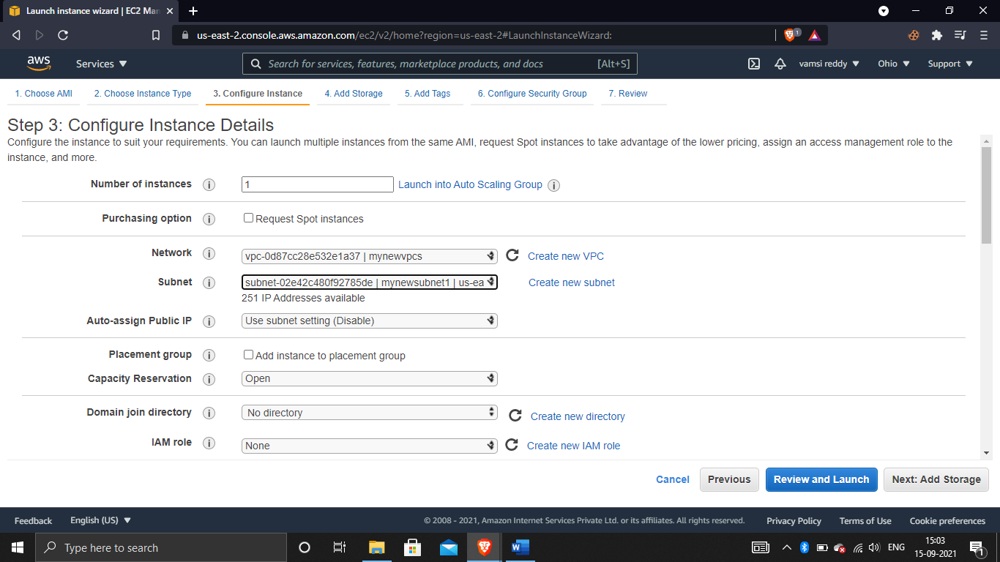 Launch instance wizard | EC2 Man
us-east-2.console.aws.amazon.com/ec2/v2/home?region=us-east-2#LaunchInstanceWizard:
1
aws
Services
Search for services, features, marketplace products, and docs
[Alt+S]
vamsi reddy
Ohio
Support
1. Choose AMI
2. Choose Instance Type
3. Configure Instance
4. Add Storage
5. Add Tags
6. Configure Security Group
7. Review
Step 3: Configure Instance Details
Configure the instance to suit your requirements. You can launch multiple instances from the same AMI, request Spot instances to take advantage of the lower pricing, assign an access management role to the
instance, and more.
Number of instances i 1 Launch into Auto Scaling Group i
Purchasing option i Request Spot instances
Network i vpc-0d87cc28e532e1a37 | mynewvpcs Create new VPC
Subnet i subnet-02e42c480f92785de | mynewsubnet1 | us-ea Create new subnet
251 IP Addresses available
Auto-assign Public IP i Use subnet setting (Disable)
Placement group i Add instance to placement group
Capacity Reservation i Open
Domain join directory i No directory Create new directory
IAM role i None Create new IAM role
Cancel
Previous
Review and Launch
Next: Add Storage
Feedback
English (US)
© 2008 - 2021, Amazon Internet Services Private Ltd. or its affiliates. All rights reserved.
Privacy Policy
Terms of Use
Cookie preferences
Type here to search
W
ENG
15:03
15-09-2021
1